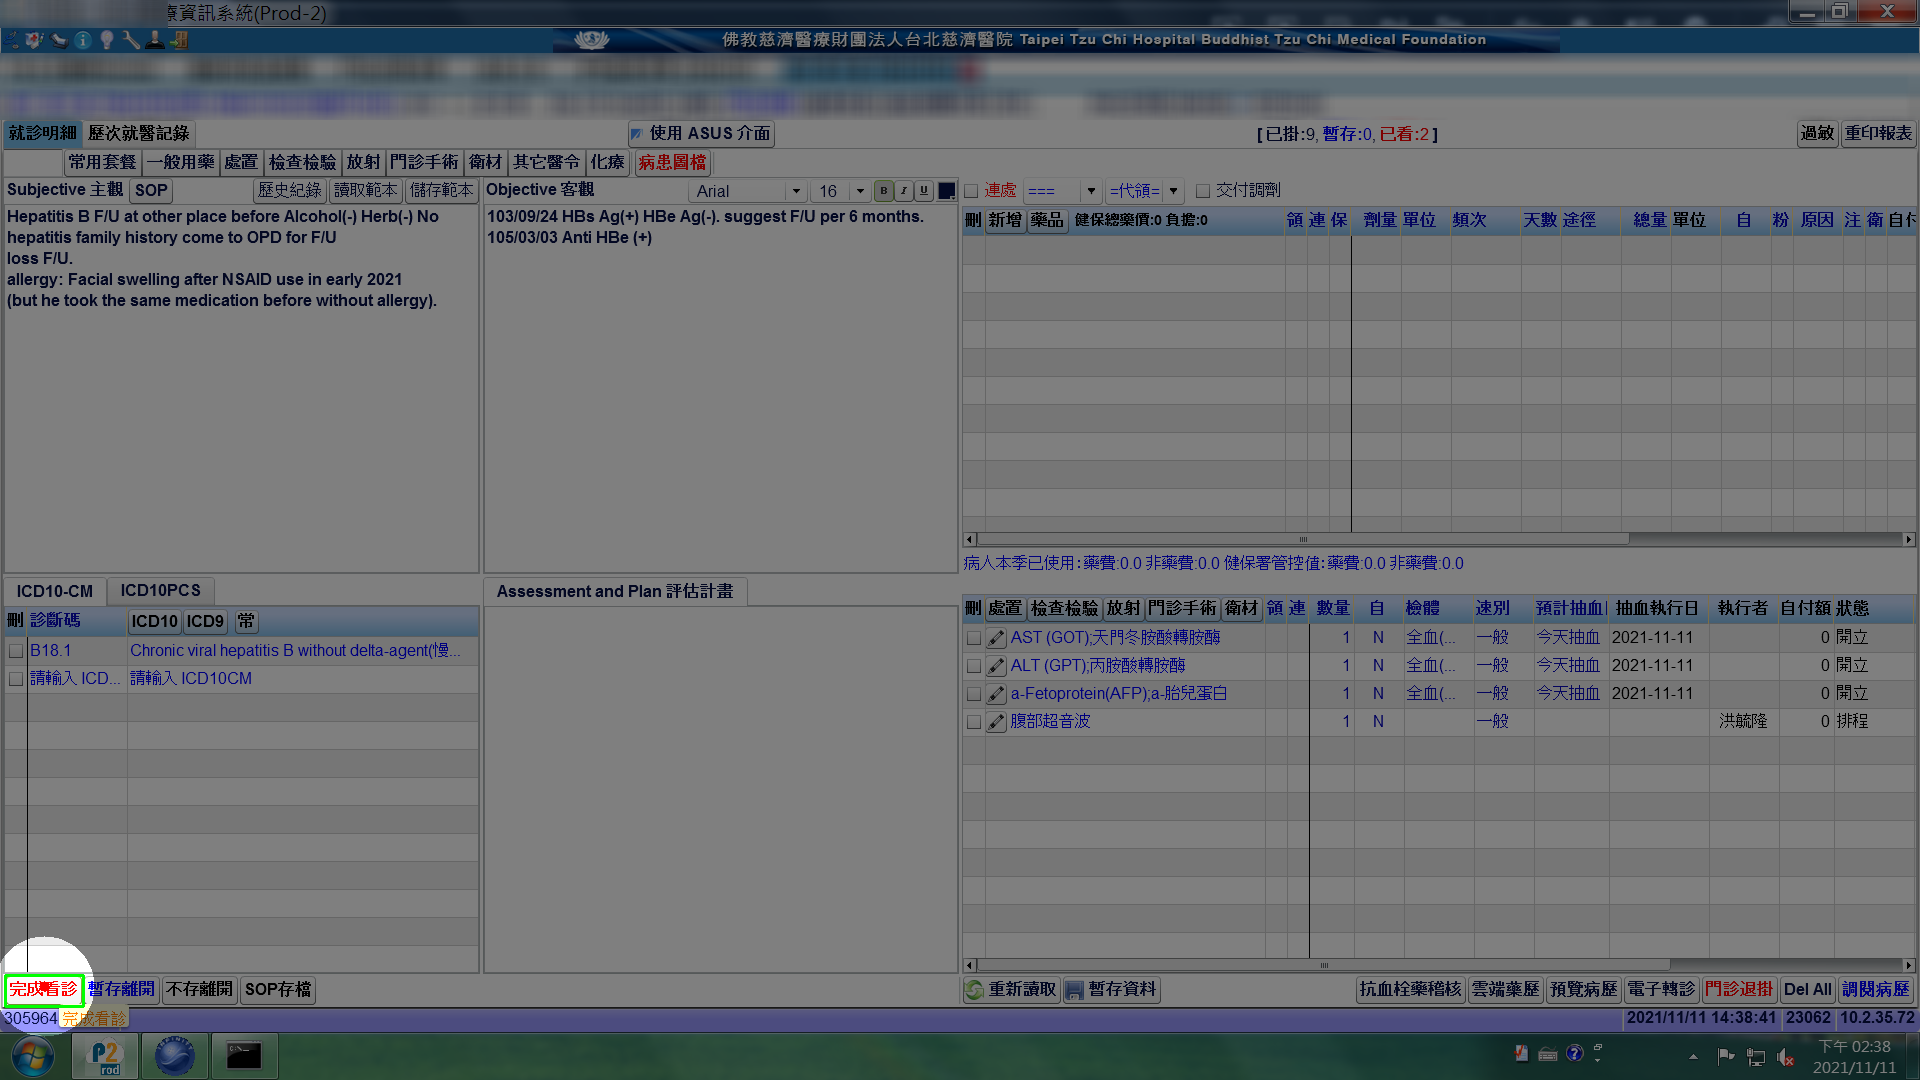 療資訊系統(Prod-2)
佛教慈濟醫療財團法人台北慈濟醫院 Taipei Tzu Chi Hospital Buddhist Tzu Chi Medical Foundation
就診明細 歷次就醫記錄 使用 ASUS 介面 [已掛:9, 暫存:0, 已看:2] 過敏 重印報表
常用套餐 一般用藥 處置 檢查檢驗 放射 門診手術 衛材 其它醫令 化療 病患圖檔
Subjective 主觀 SOP 歷史紀錄 讀取範本 儲存範本
Hepatitis B F/U at other place before Alcohol(-) Herb(-) No
hepatitis family history come to OPD for F/U
loss F/U.
allergy: Facial swelling after NSAID use in early 2021
(but he took the same medication before without allergy).
Objective 客觀 Arial 16 B I U
103/09/24 HBs Ag(+) HBe Ag(-). suggest F/U per 6 months.
105/03/03 Anti HBe (+)
連處 === =代領= 交付調劑
刪 新增 藥品 健保總藥價:0 負擔:0 領 連 保 劑量 單位 頻次 天數 途徑 總量 單位 自 粉 原因 注 衛 自付
病人本季已使用：藥費:0.0 非藥費:0.0 健保署管控值：藥費:0.0 非藥費:0.0
ICD10-CM ICD10PCS
刪 診斷碼 ICD10 ICD9 常
B18.1 Chronic viral hepatitis B without delta-agent(慢...
請輸入 ICD... 請輸入 ICD10CM
Assessment and Plan 評估計畫
刪 處置 檢查檢驗 放射 門診手術 衛材 領 連 數量 自 檢體 速別 預計抽血 抽血執行日 執行者 自付額 狀態
AST (GOT);天門冬胺酸轉胺酶 1 N 全血(... 一般 今天抽血 2021-11-11 0 開立
ALT (GPT);丙胺酸轉胺酶 1 N 全血(... 一般 今天抽血 2021-11-11 0 開立
a-Fetoprotein(AFP);a-胎兒蛋白 1 N 全血(... 一般 今天抽血 2021-11-11 0 開立
腹部超音波 1 N 一般 洪毓隆 0 排程
完成看診 暫存離開 不存離開 SOP存檔 重新讀取 暫存資料 抗血栓藥稽核 雲端藥歷 預覽病歷 電子轉診 門診退掛 Del All 調閱病歷
305964 完成看診 2021/11/11 14:38:41 23062 10.2.35.72
P2 rod 下午 02:38
2021/11/11